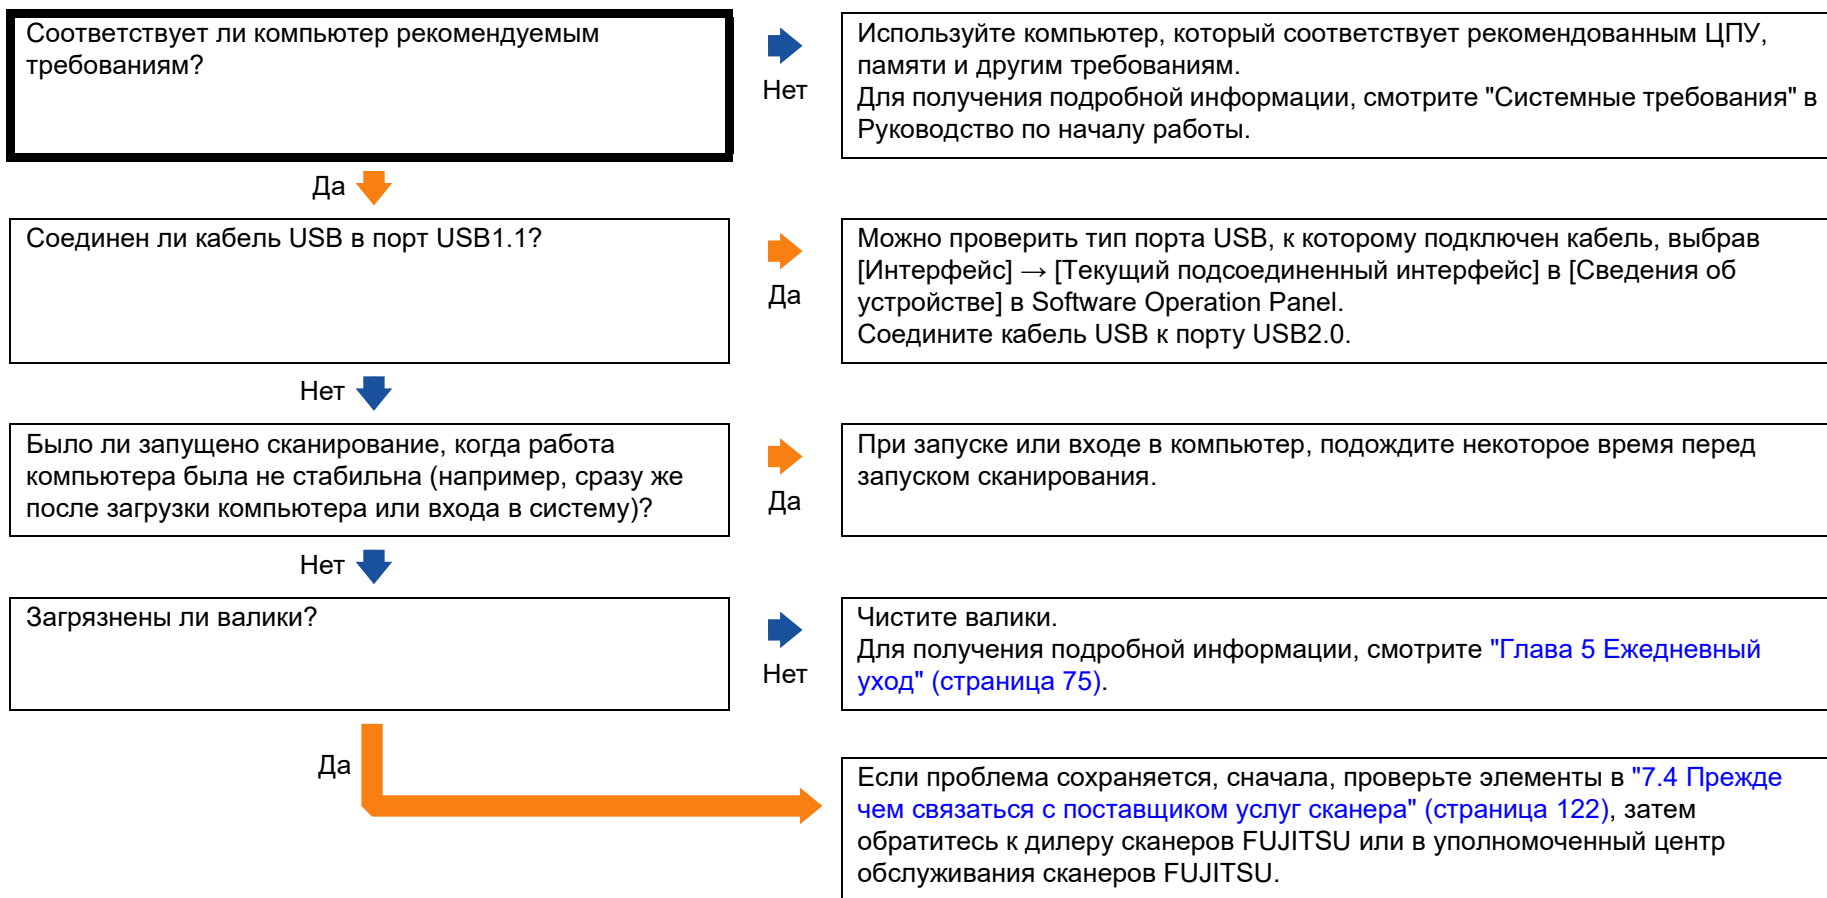 Соответствует ли компьютер рекомендуемым
требованиям?
Нет
Используйте компьютер, который соответствует рекомендованным ЦПУ,
памяти и другим требованиям.
Для получения подробной информации, смотрите "Системные требования" в
Руководство по началу работы.
Да
Соединен ли кабель USB в порт USB1.1?
Да
Можно проверить тип порта USB, к которому подключен кабель, выбрав
[Интерфейс] → [Текущий подсоединенный интерфейс] в [Сведения об
устройстве] в Software Operation Panel.
Соедините кабель USB к порту USB2.0.
Нет
Было ли запущено сканирование, когда работа
компьютера была не стабильна (например, сразу же
после загрузки компьютера или входа в систему)?
Да
При запуске или входе в компьютер, подождите некоторое время перед
запуском сканирования.
Нет
Загрязнены ли валики?
Нет
Чистите валики.
Для получения подробной информации, смотрите "Глава 5 Ежедневный
уход" (страница 75).
Да
Если проблема сохраняется, сначала, проверьте элементы в "7.4 Прежде
чем связаться с поставщиком услуг сканера" (страница 122), затем
обратитесь к дилеру сканеров FUJITSU или в уполномоченный центр
обслуживания сканеров FUJITSU.